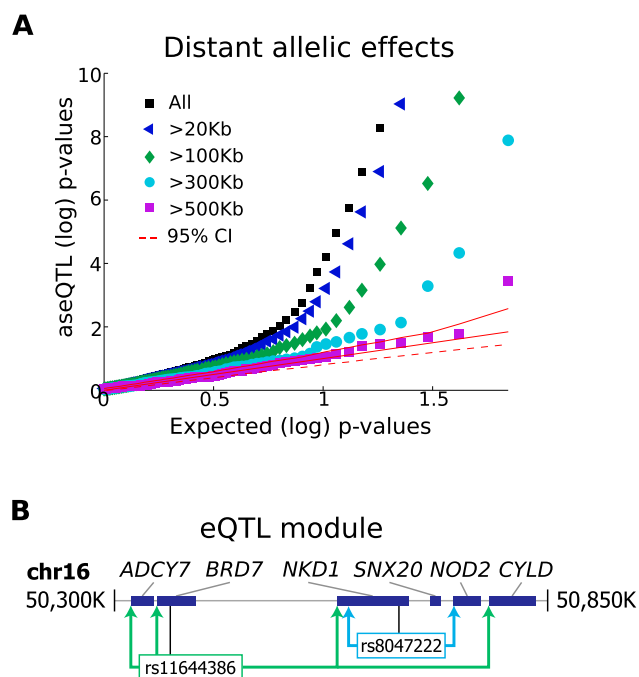 A
Distant allelic effects
aseQTL (log) p-values
10
8
6
4
2
0
All
>20Kb
>100Kb
>300Kb
>500Kb
95% CI
0 0.5 1 1.5
Expected (log) p-values
B
eQTL module
chr16 ADCY7 BRD7 NKD1 SNX20 NOD2 CYLD
50,300K 50,850K
rs8047222
rs11644386